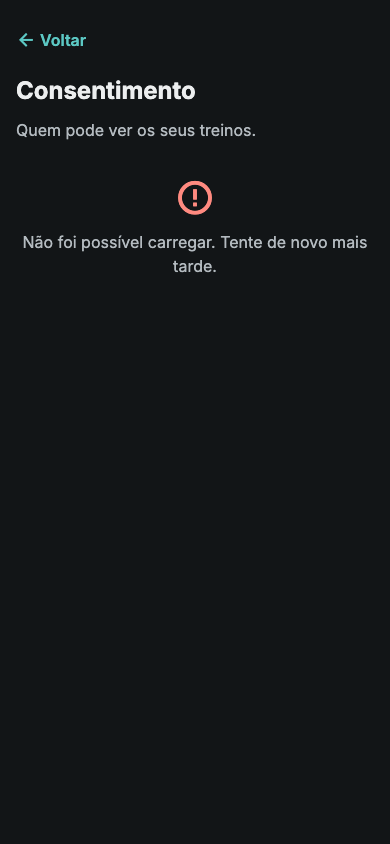 Voltar
Consentimento
Quem pode ver os seus treinos.
Não foi possível carregar. Tente de novo mais
tarde.